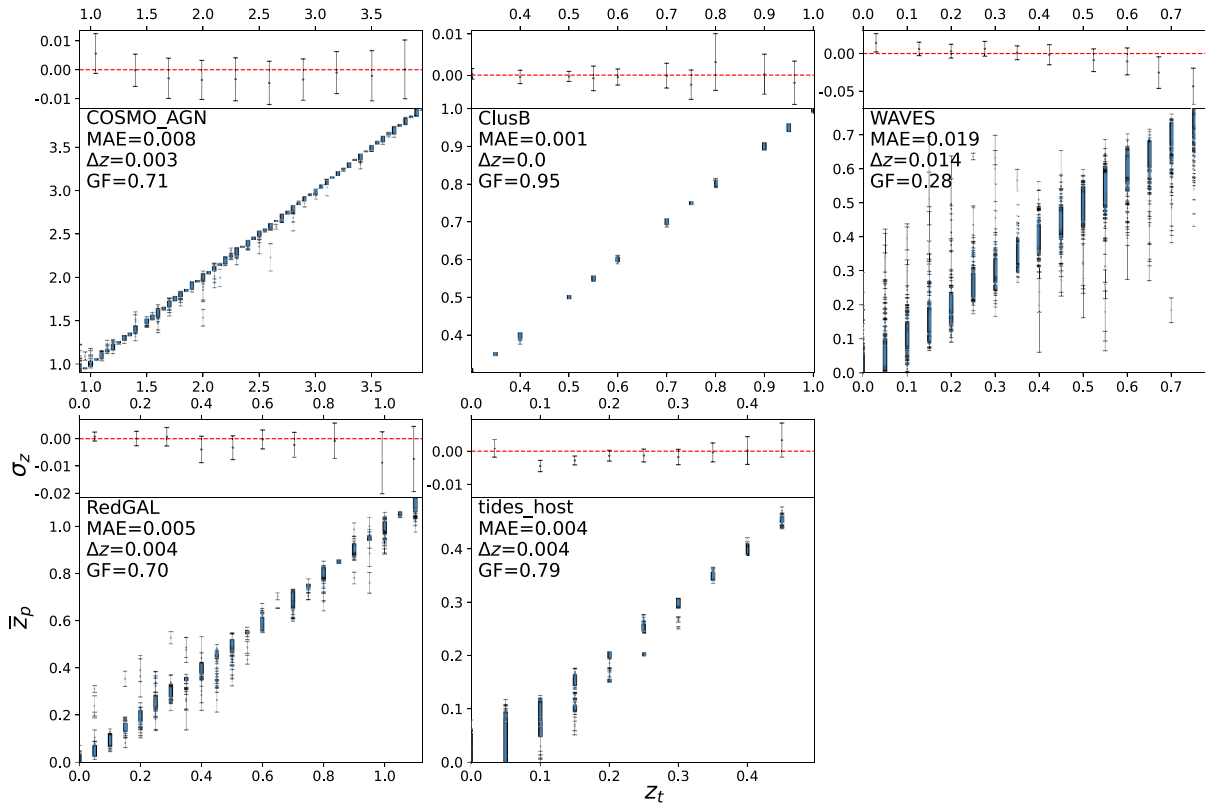 1.0 1.5 2.0 2.5 3.0 3.5
0.4 0.5 0.6 0.7 0.8 0.9 1.0
0.0 0.1 0.2 0.3 0.4 0.5 0.6 0.7
0.01
0.00
-0.01
0.01
0.00
0.00
-0.05
COSMO_AGN
MAE=0.008
Δz=0.003
GF=0.71
3.5
3.0
2.5
2.0
1.5
1.0
ClusB
MAE=0.001
Δz=0.0
GF=0.95
1.0
0.9
0.8
0.7
0.6
0.5
0.4
WAVES
MAE=0.019
Δz=0.014
GF=0.28
0.7
0.6
0.5
0.4
0.3
0.2
0.1
0.0
1.0 1.5 2.0 2.5 3.0 3.5
0.4 0.5 0.6 0.7 0.8 0.9 1.0
0.0 0.1 0.2 0.3 0.4 0.5 0.6 0.7
0.0 0.2 0.4 0.6 0.8 1.0
0.0 0.1 0.2 0.3 0.4
σz
0.00
-0.01
-0.02
0.00
-0.01
RedGAL
MAE=0.005
Δz=0.004
GF=0.70
z̅p
1.0
0.8
0.6
0.4
0.2
0.0
tides_host
MAE=0.004
Δz=0.004
GF=0.79
0.4
0.3
0.2
0.1
0.0
0.0 0.2 0.4 0.6 0.8 1.0
0.0 0.1 0.2 0.3 0.4
zt